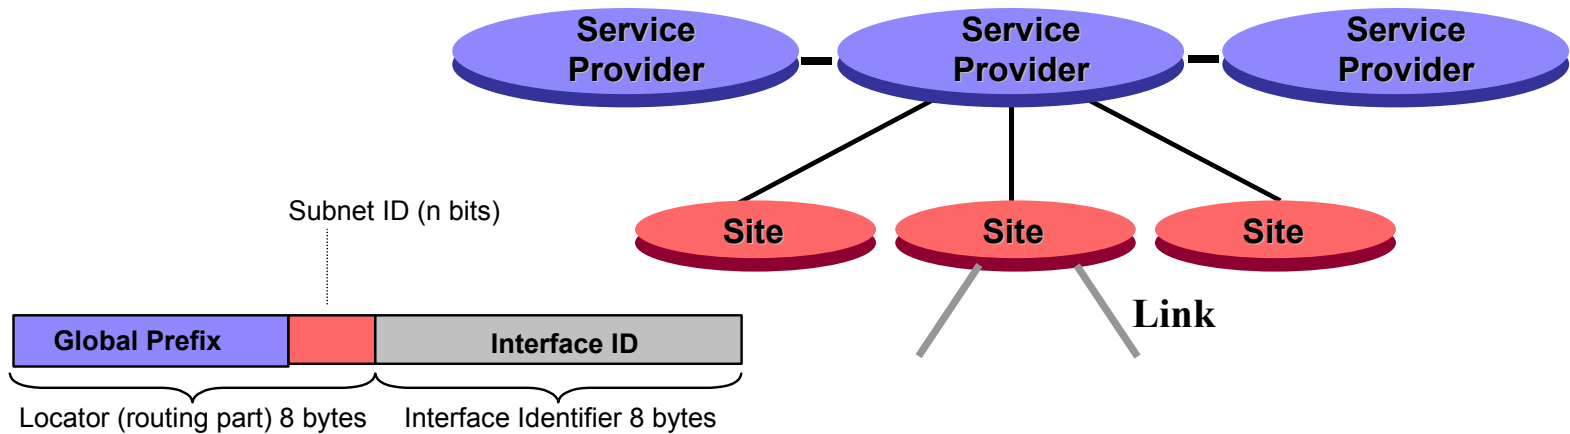 Service
Provider
Service
Provider
Service
Provider
Site
Site
Site
Link
Subnet ID (n bits)
Global Prefix
Interface ID
Locator (routing part) 8 bytes
Interface Identifier 8 bytes